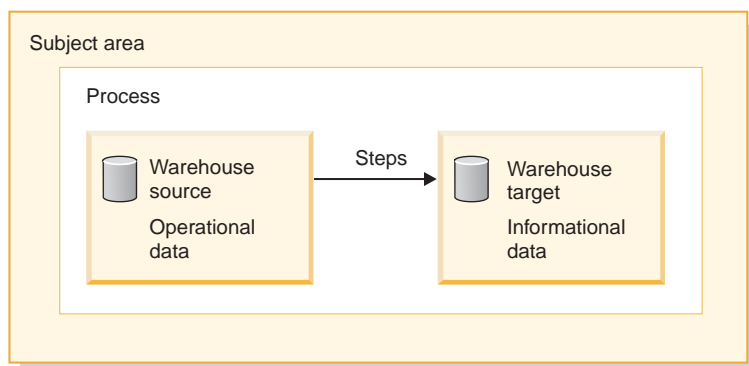 Subject area
Process
Warehouse
source
Operational
data
Steps
Warehouse
target
Informational
data